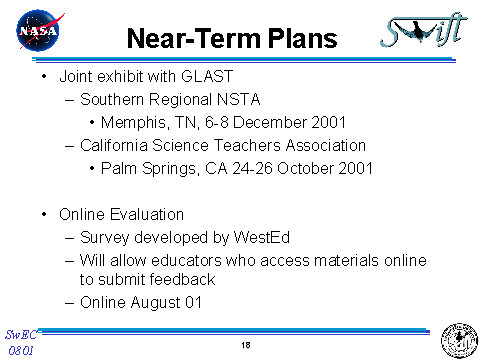 NASA
Near-Term Plans
Swift
• Joint exhibit with GLAST
– Southern Regional NSTA
• Memphis, TN, 6-8 December 2001
– California Science Teachers Association
• Palm Springs, CA 24-26 October 2001
• Online Evaluation
– Survey developed by WestEd
– Will allow educators who access materials online
to submit feedback
– Online August 01
SwEC
0801
18